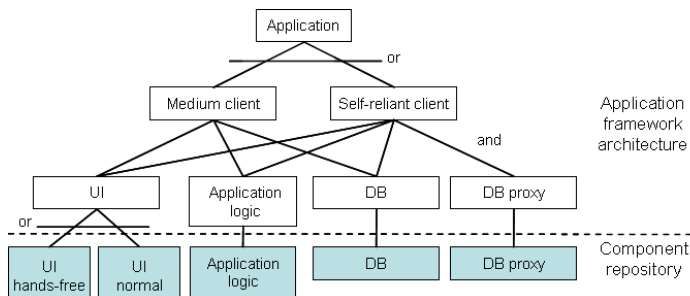 Application
or
Medium client
Self-reliant client
Application
framework
architecture
and
UI
Application
logic
DB
DB proxy
or
UI
hands-free
UI
normal
Application
logic
DB
DB proxy
Component
repository